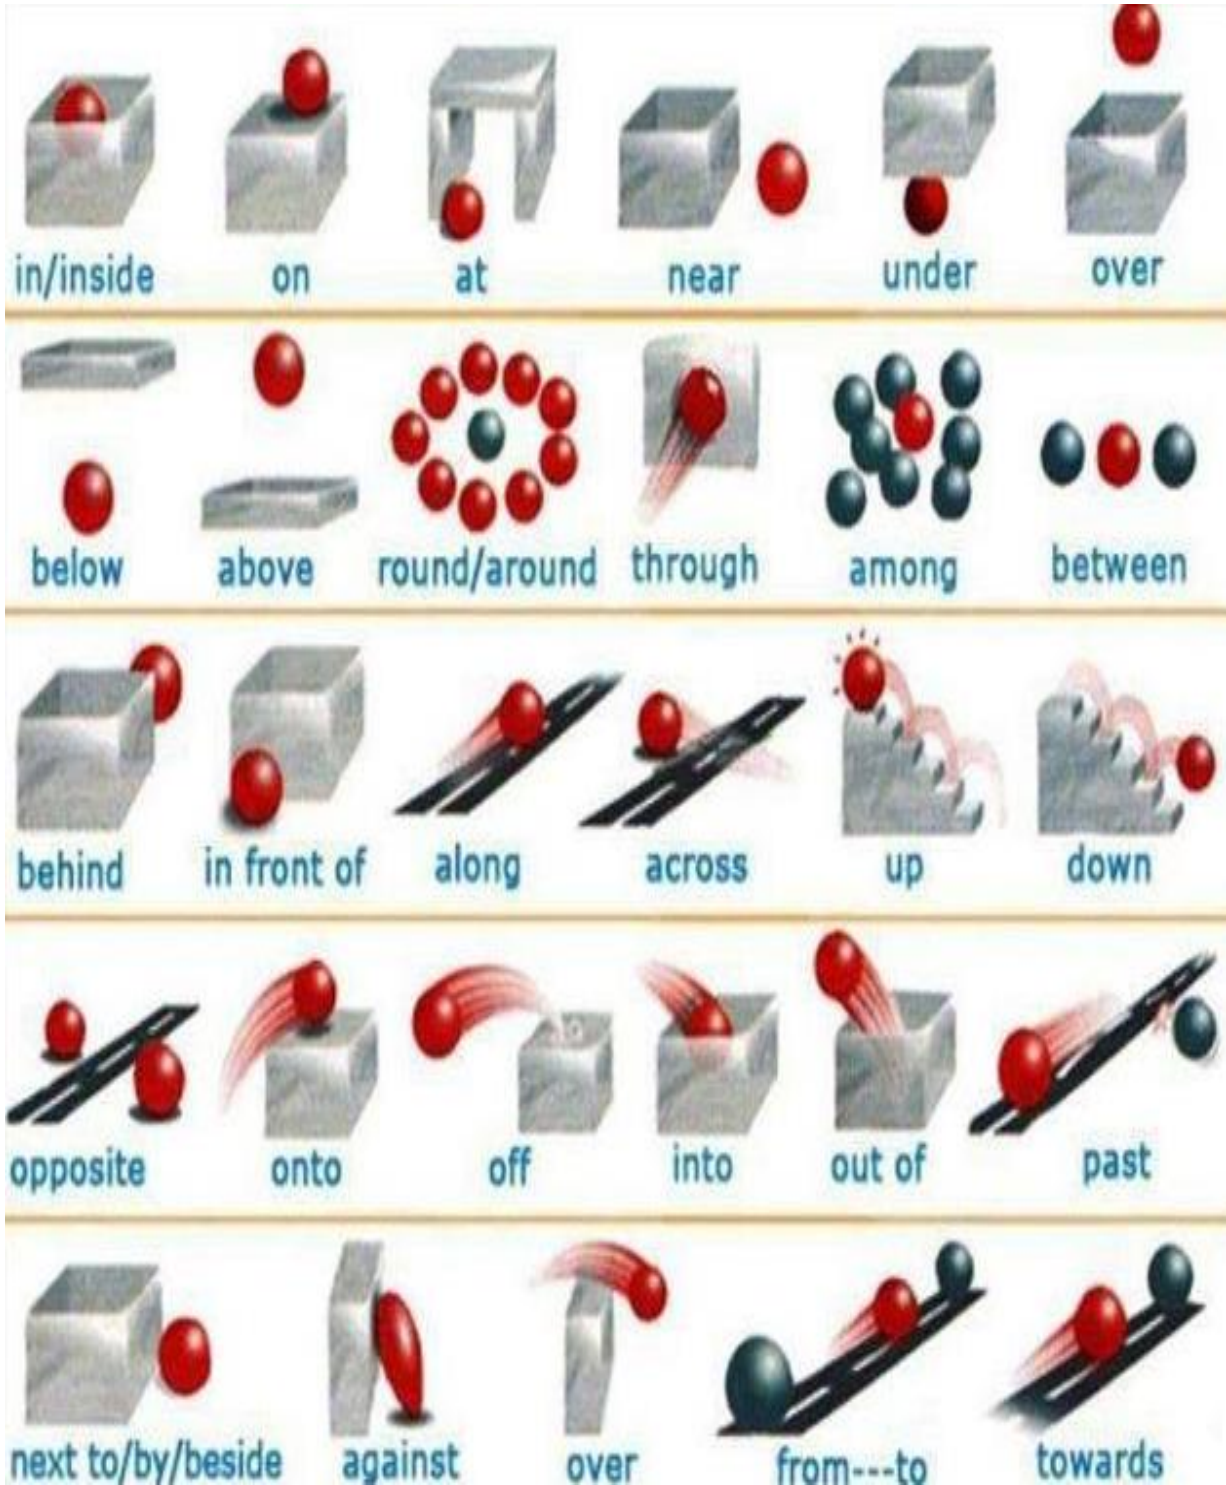 in/inside on at near under over
below above round/around through among between
behind in front of along across up down
opposite onto off into out of past
next to/by/beside against over from---to towards